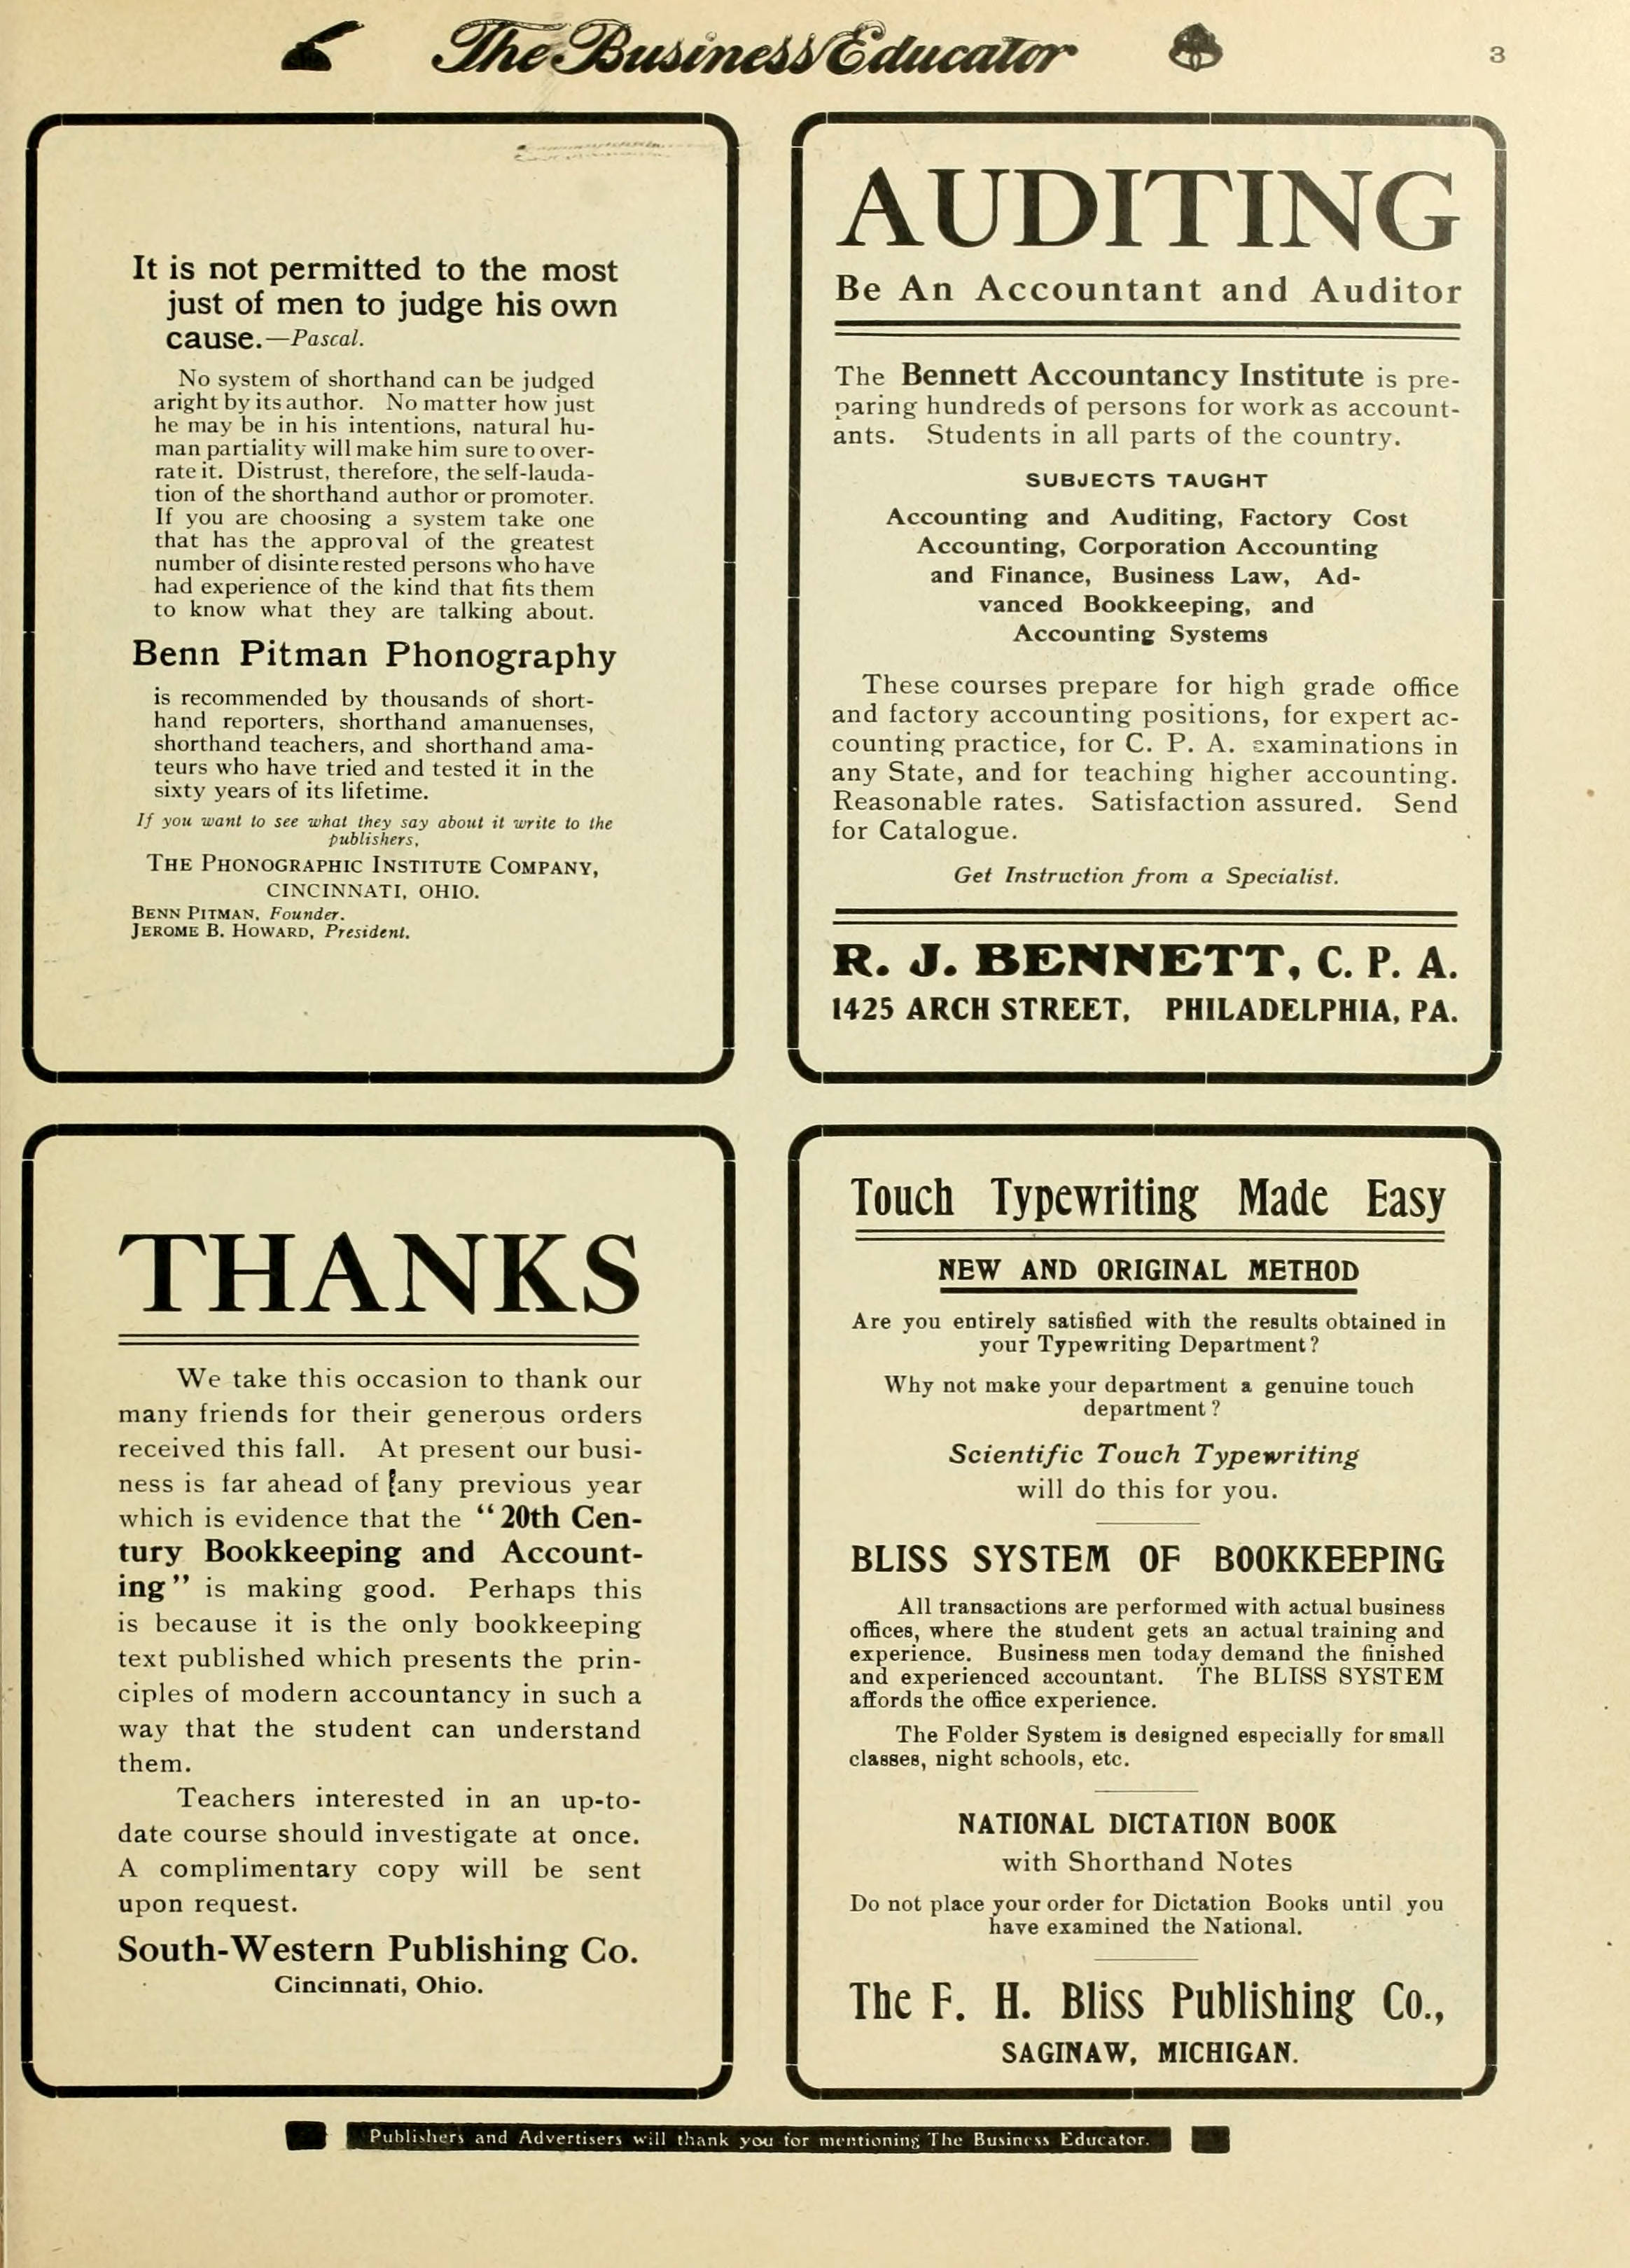 The Business Educator
3
It is not permitted to the most
just of men to judge his own
cause.—Pascal.
No system of shorthand can be judged
aright by its author. No matter how just
he may be in his intentions, natural hu-
man partiality will make him sure to over-
rate it. Distrust, therefore, the self-lauda-
tion of the shorthand author or promoter.
If you are choosing a system take one
that has the approval of the greatest
number of disinterested persons who have
had experience of the kind that fits them
to know what they are talking about.
Benn Pitman Phonography
is recommended by thousands of short-
hand reporters, shorthand amanuenses,
shorthand teachers, and shorthand ama-
teurs who have tried and tested it in the
sixty years of its lifetime.
If you want to see what they say about it write to the
publishers,
THE PHONOGRAPHIC INSTITUTE COMPANY,
CINCINNATI, OHIO.
BENN PITMAN, Founder.
JEROME B. HOWARD, President.
AUDITING
Be An Accountant and Auditor
The Bennett Accountancy Institute is pre-
paring hundreds of persons for work as account-
ants. Students in all parts of the country.
SUBJECTS TAUGHT
Accounting and Auditing, Factory Cost
Accounting, Corporation Accounting
and Finance, Business Law, Ad-
vanced Bookkeeping, and
Accounting Systems
These courses prepare for high grade office
and factory accounting positions, for expert ac-
counting practice, for C. P. A. examinations in
any State, and for teaching higher accounting.
Reasonable rates. Satisfaction assured. Send
for Catalogue.
Get Instruction from a Specialist.
R. J. BENNETT, C. P. A.
1425 ARCH STREET, PHILADELPHIA, PA.
THANKS
We take this occasion to thank our
many friends for their generous orders
received this fall. At present our busi-
ness is far ahead of [any previous year
which is evidence that the "20th Cen-
tury Bookkeeping and Account-
ing" is making good. Perhaps this
is because it is the only bookkeeping
text published which presents the prin-
ciples of modern accountancy in such a
way that the student can understand
them.
Teachers interested in an up-to-
date course should investigate at once.
A complimentary copy will be sent
upon request.
South-Western Publishing Co.
Cincinnati, Ohio.
Touch Typewriting Made Easy
NEW AND ORIGINAL METHOD
Are you entirely satisfied with the results obtained in
your Typewriting Department?
Why not make your department a genuine touch
department?
Scientific Touch Typewriting
will do this for you.
BLISS SYSTEM OF BOOKKEEPING
All transactions are performed with actual business
offices, where the student gets an actual training and
experience. Business men today demand the finished
and experienced accountant. The BLISS SYSTEM
affords the office experience.
The Folder System is designed especially for small
classes, night schools, etc.
NATIONAL DICTATION BOOK
with Shorthand Notes
Do not place your order for Dictation Books until you
have examined the National.
The F. H. Bliss Publishing Co.,
SAGINAW, MICHIGAN.
Publishers and Advertisers will thank you for mentioning The Business Educator.